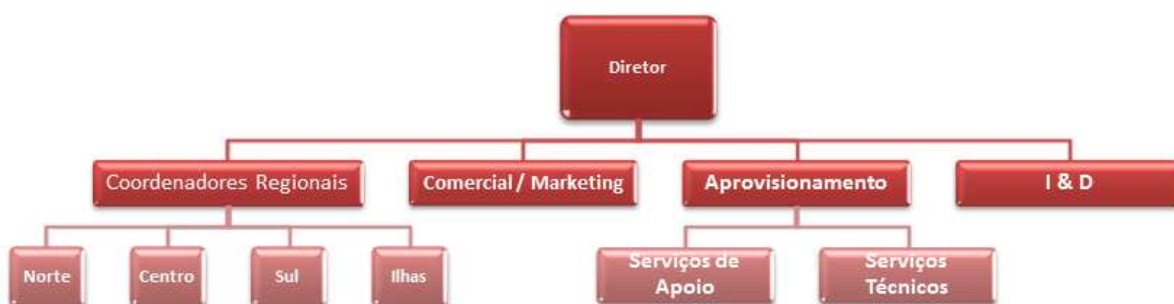 Diretor
Coordenadores Regionais
Comercial / Marketing
Aprovisionamento
I & D
Norte
Centro
Sul
Ilhas
Serviços de
Apoio
Serviços
Técnicos